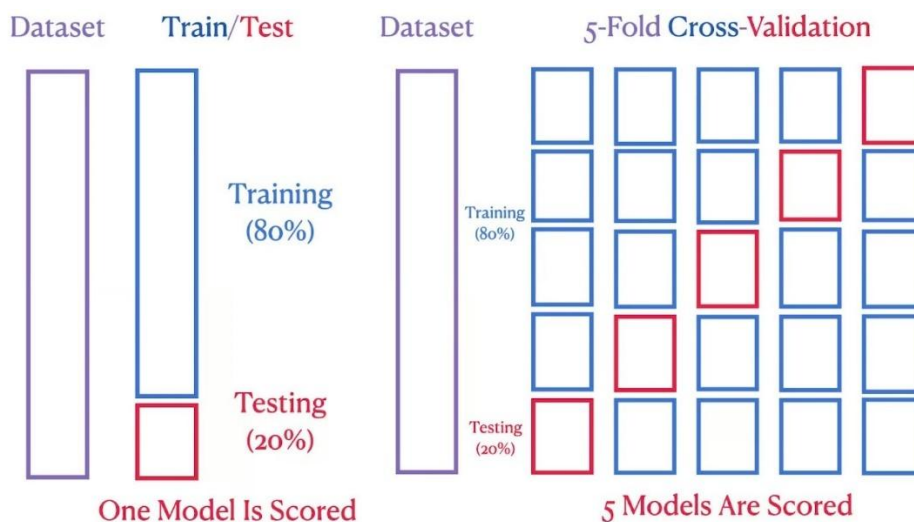 Dataset
Train/Test
Training
(80%)
Testing
(20%)
One Model Is Scored
Dataset
5-Fold Cross-Validation
Training
(80%)
Testing
(20%)
5 Models Are Scored